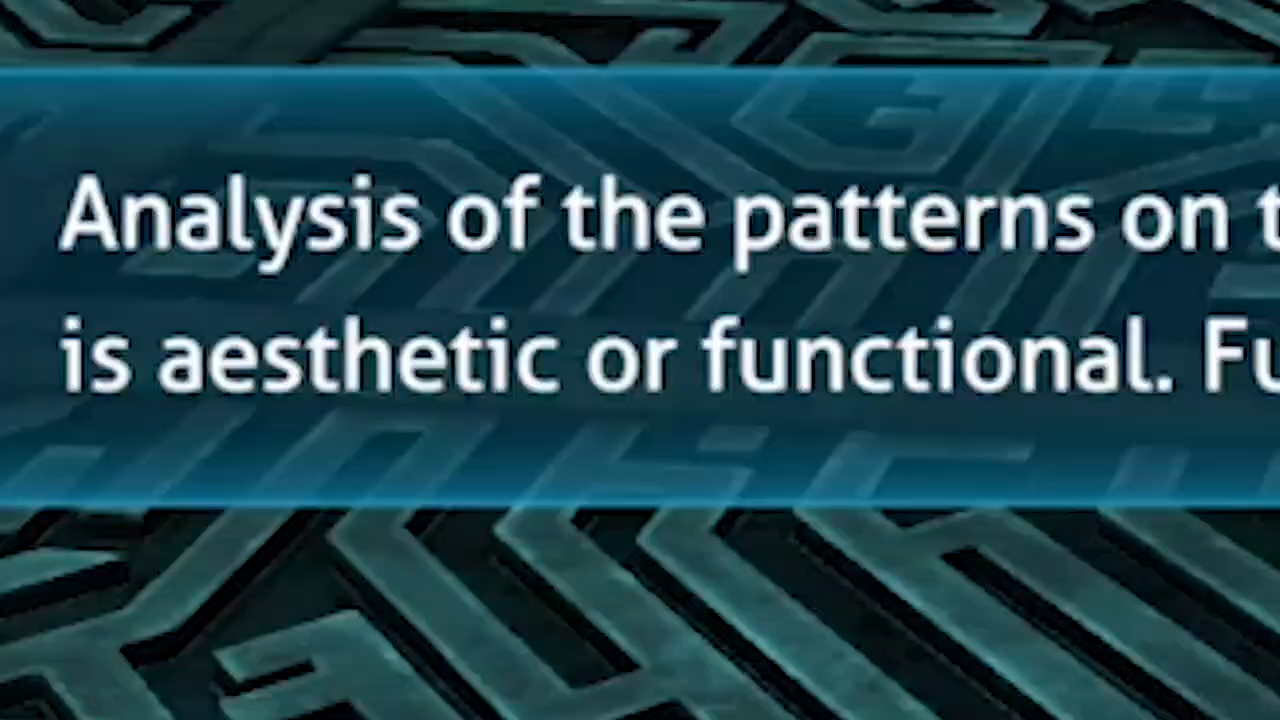 Analysis of the patterns on
is aesthetic or functional.